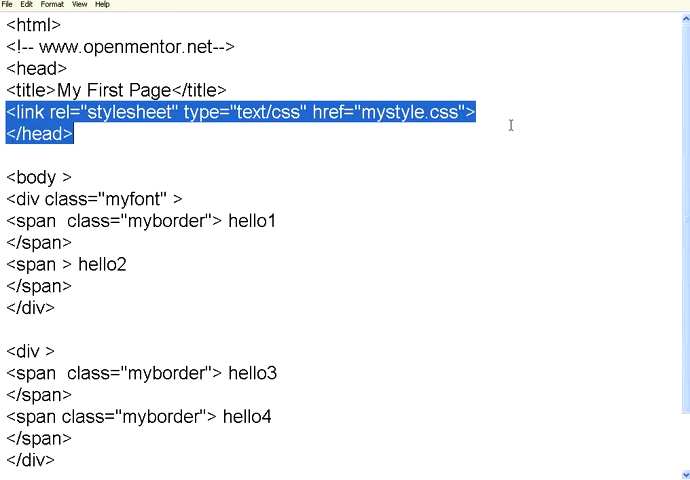 File Edit Format View Help
<html>
<!-- www.openmentor.net-->
<head>
<title>My First Page</title>
<link rel="stylesheet" type="text/css" href="mystyle.css">
</head>
<body >
<div class="myfont" >
<span  class="myborder"> hello1
</span>
<span > hello2
</span>
</div>
<div >
<span  class="myborder"> hello3
</span>
<span class="myborder"> hello4
</span>
</div>